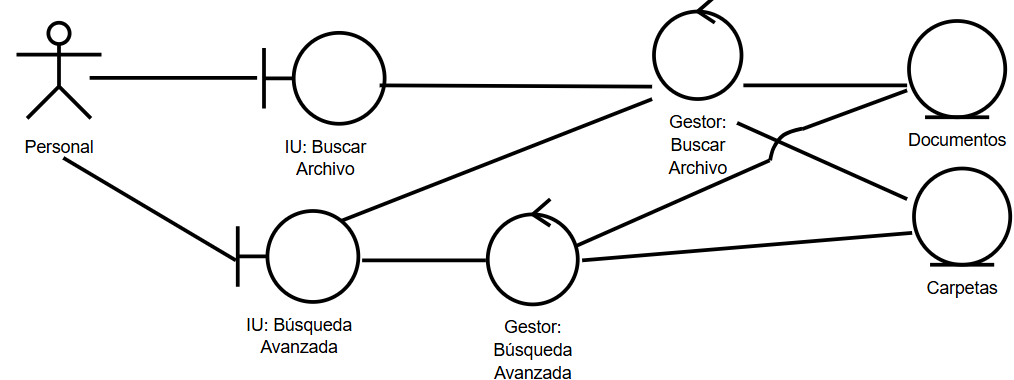 Personal
IU: Buscar
Archivo
Gestor:
Buscar
Archivo
Documentos
Carpetas
IU: Búsqueda
Avanzada
Gestor:
Búsqueda
Avanzada